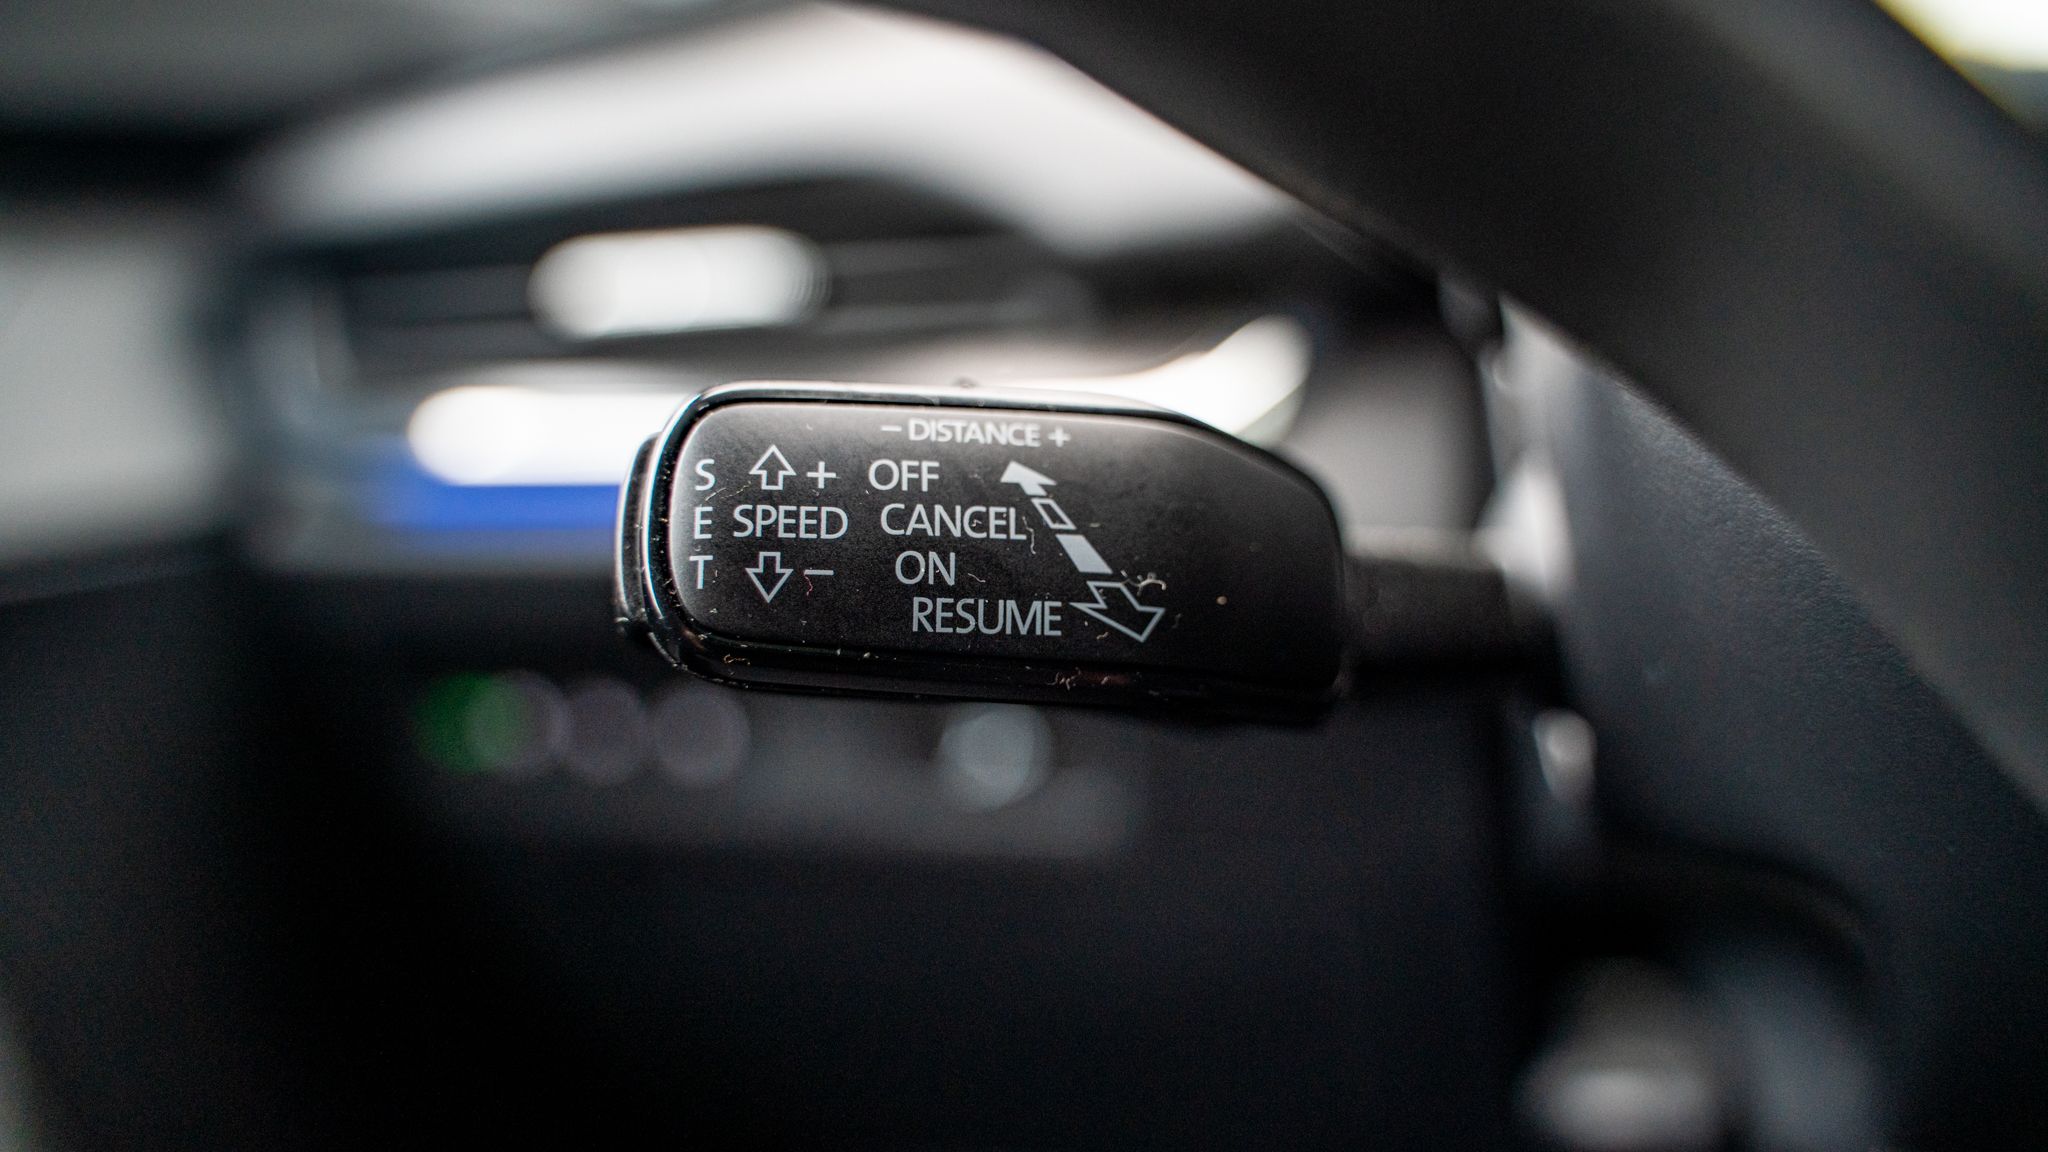 − DISTANCE +
S + OFF
E SPEED CANCEL
T − ON
RESUME